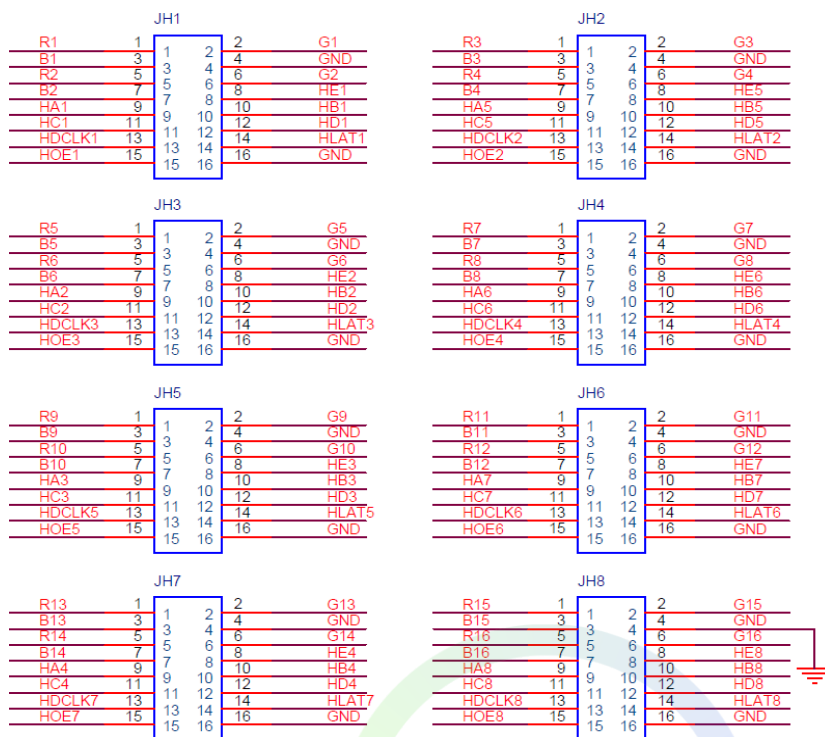 JH1 JH2
R1 1 1 2 2 G1 R3 1 1 2 2 G3
B1 3 3 4 4 GND B3 3 3 4 4 GND
R2 5 5 6 6 G2 R4 5 5 6 6 G4
B2 7 7 8 8 HE1 B4 7 7 8 8 HE5
HA1 9 9 10 10 HB1 HA5 9 9 10 10 HB5
HC1 11 11 12 12 HD1 HC5 11 11 12 12 HD5
HDCLK1 13 13 14 14 HLAT1 HDCLK2 13 13 14 14 HLAT2
HOE1 15 15 16 16 GND HOE2 15 15 16 16 GND
JH3 JH4
R5 1 1 2 2 G5 R7 1 1 2 2 G7
B5 3 3 4 4 GND B7 3 3 4 4 GND
R6 5 5 6 6 G6 R8 5 5 6 6 G8
B6 7 7 8 8 HE2 B8 7 7 8 8 HE6
HA2 9 9 10 10 HB2 HA6 9 9 10 10 HB6
HC2 11 11 12 12 HD2 HC6 11 11 12 12 HD6
HDCLK3 13 13 14 14 HLAT3 HDCLK4 13 13 14 14 HLAT4
HOE3 15 15 16 16 GND HOE4 15 15 16 16 GND
JH5 JH6
R9 1 1 2 2 G9 R11 1 1 2 2 G11
B9 3 3 4 4 GND B11 3 3 4 4 GND
R10 5 5 6 6 G10 R12 5 5 6 6 G12
B10 7 7 8 8 HE3 B12 7 7 8 8 HE7
HA3 9 9 10 10 HB3 HA7 9 9 10 10 HB7
HC3 11 11 12 12 HD3 HC7 11 11 12 12 HD7
HDCLK5 13 13 14 14 HLAT5 HDCLK6 13 13 14 14 HLAT6
HOE5 15 15 16 16 GND HOE6 15 15 16 16 GND
JH7 JH8
R13 1 1 2 2 G13 R15 1 1 2 2 G15
B13 3 3 4 4 GND B15 3 3 4 4 GND
R14 5 5 6 6 G14 R16 5 5 6 6 G16
B14 7 7 8 8 HE4 B16 7 7 8 8 HE8
HA4 9 9 10 10 HB4 HA8 9 9 10 10 HB8
HC4 11 11 12 12 HD4 HC8 11 11 12 12 HD8
HDCLK7 13 13 14 14 HLAT7 HDCLK8 13 13 14 14 HLAT8
HOE7 15 15 16 16 GND HOE8 15 15 16 16 GND